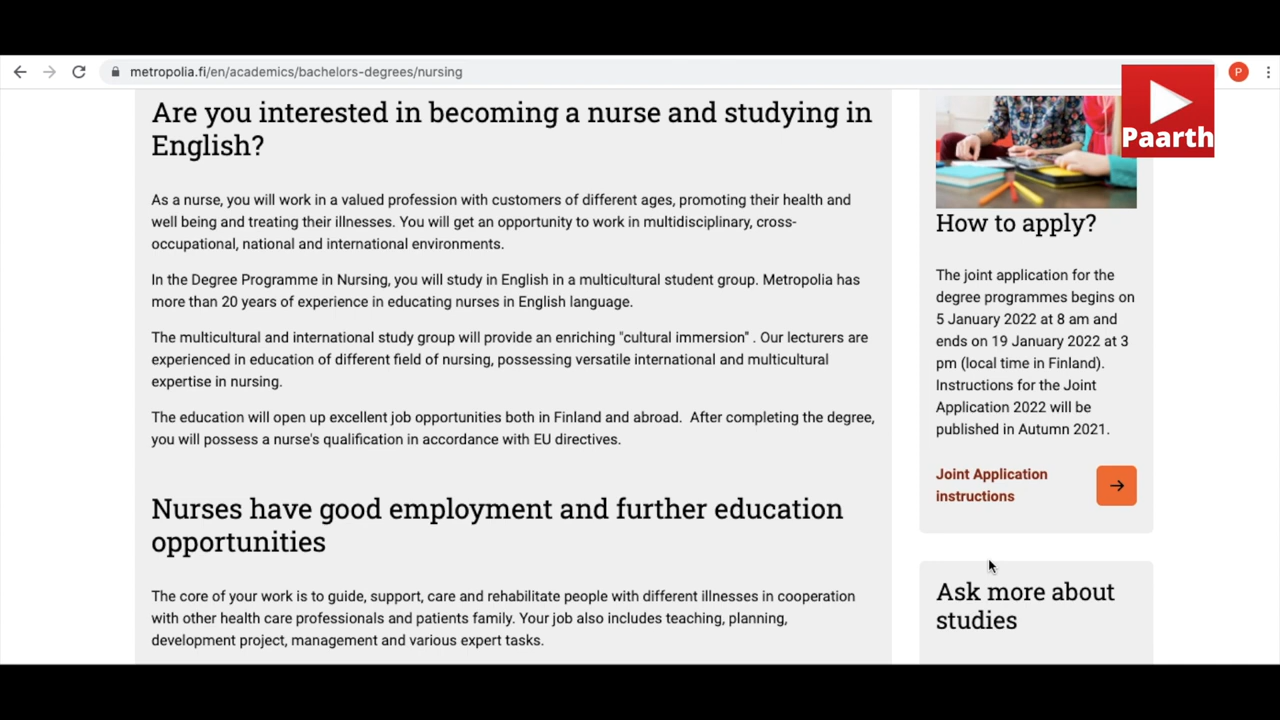 metropolia.fi/en/academics/bachelors-degrees/nursing
P
Paarth
Are you interested in becoming a nurse and studying in
English?
As a nurse, you will work in a valued profession with customers of different ages, promoting their health and
well being and treating their illnesses. You will get an opportunity to work in multidisciplinary, cross-
occupational, national and international environments.
In the Degree Programme in Nursing, you will study in English in a multicultural student group. Metropolia has
more than 20 years of experience in educating nurses in English language.
The multicultural and international study group will provide an enriching "cultural immersion" . Our lecturers are
experienced in education of different field of nursing, possessing versatile international and multicultural
expertise in nursing.
The education will open up excellent job opportunities both in Finland and abroad.  After completing the degree,
you will possess a nurse's qualification in accordance with EU directives.
Nurses have good employment and further education
opportunities
The core of your work is to guide, support, care and rehabilitate people with different illnesses in cooperation
with other health care professionals and patients family. Your job also includes teaching, planning,
development project, management and various expert tasks.
How to apply?
The joint application for the
degree programmes begins on
5 January 2022 at 8 am and
ends on 19 January 2022 at 3
pm (local time in Finland).
Instructions for the Joint
Application 2022 will be
published in Autumn 2021.
Joint Application
instructions
Ask more about
studies